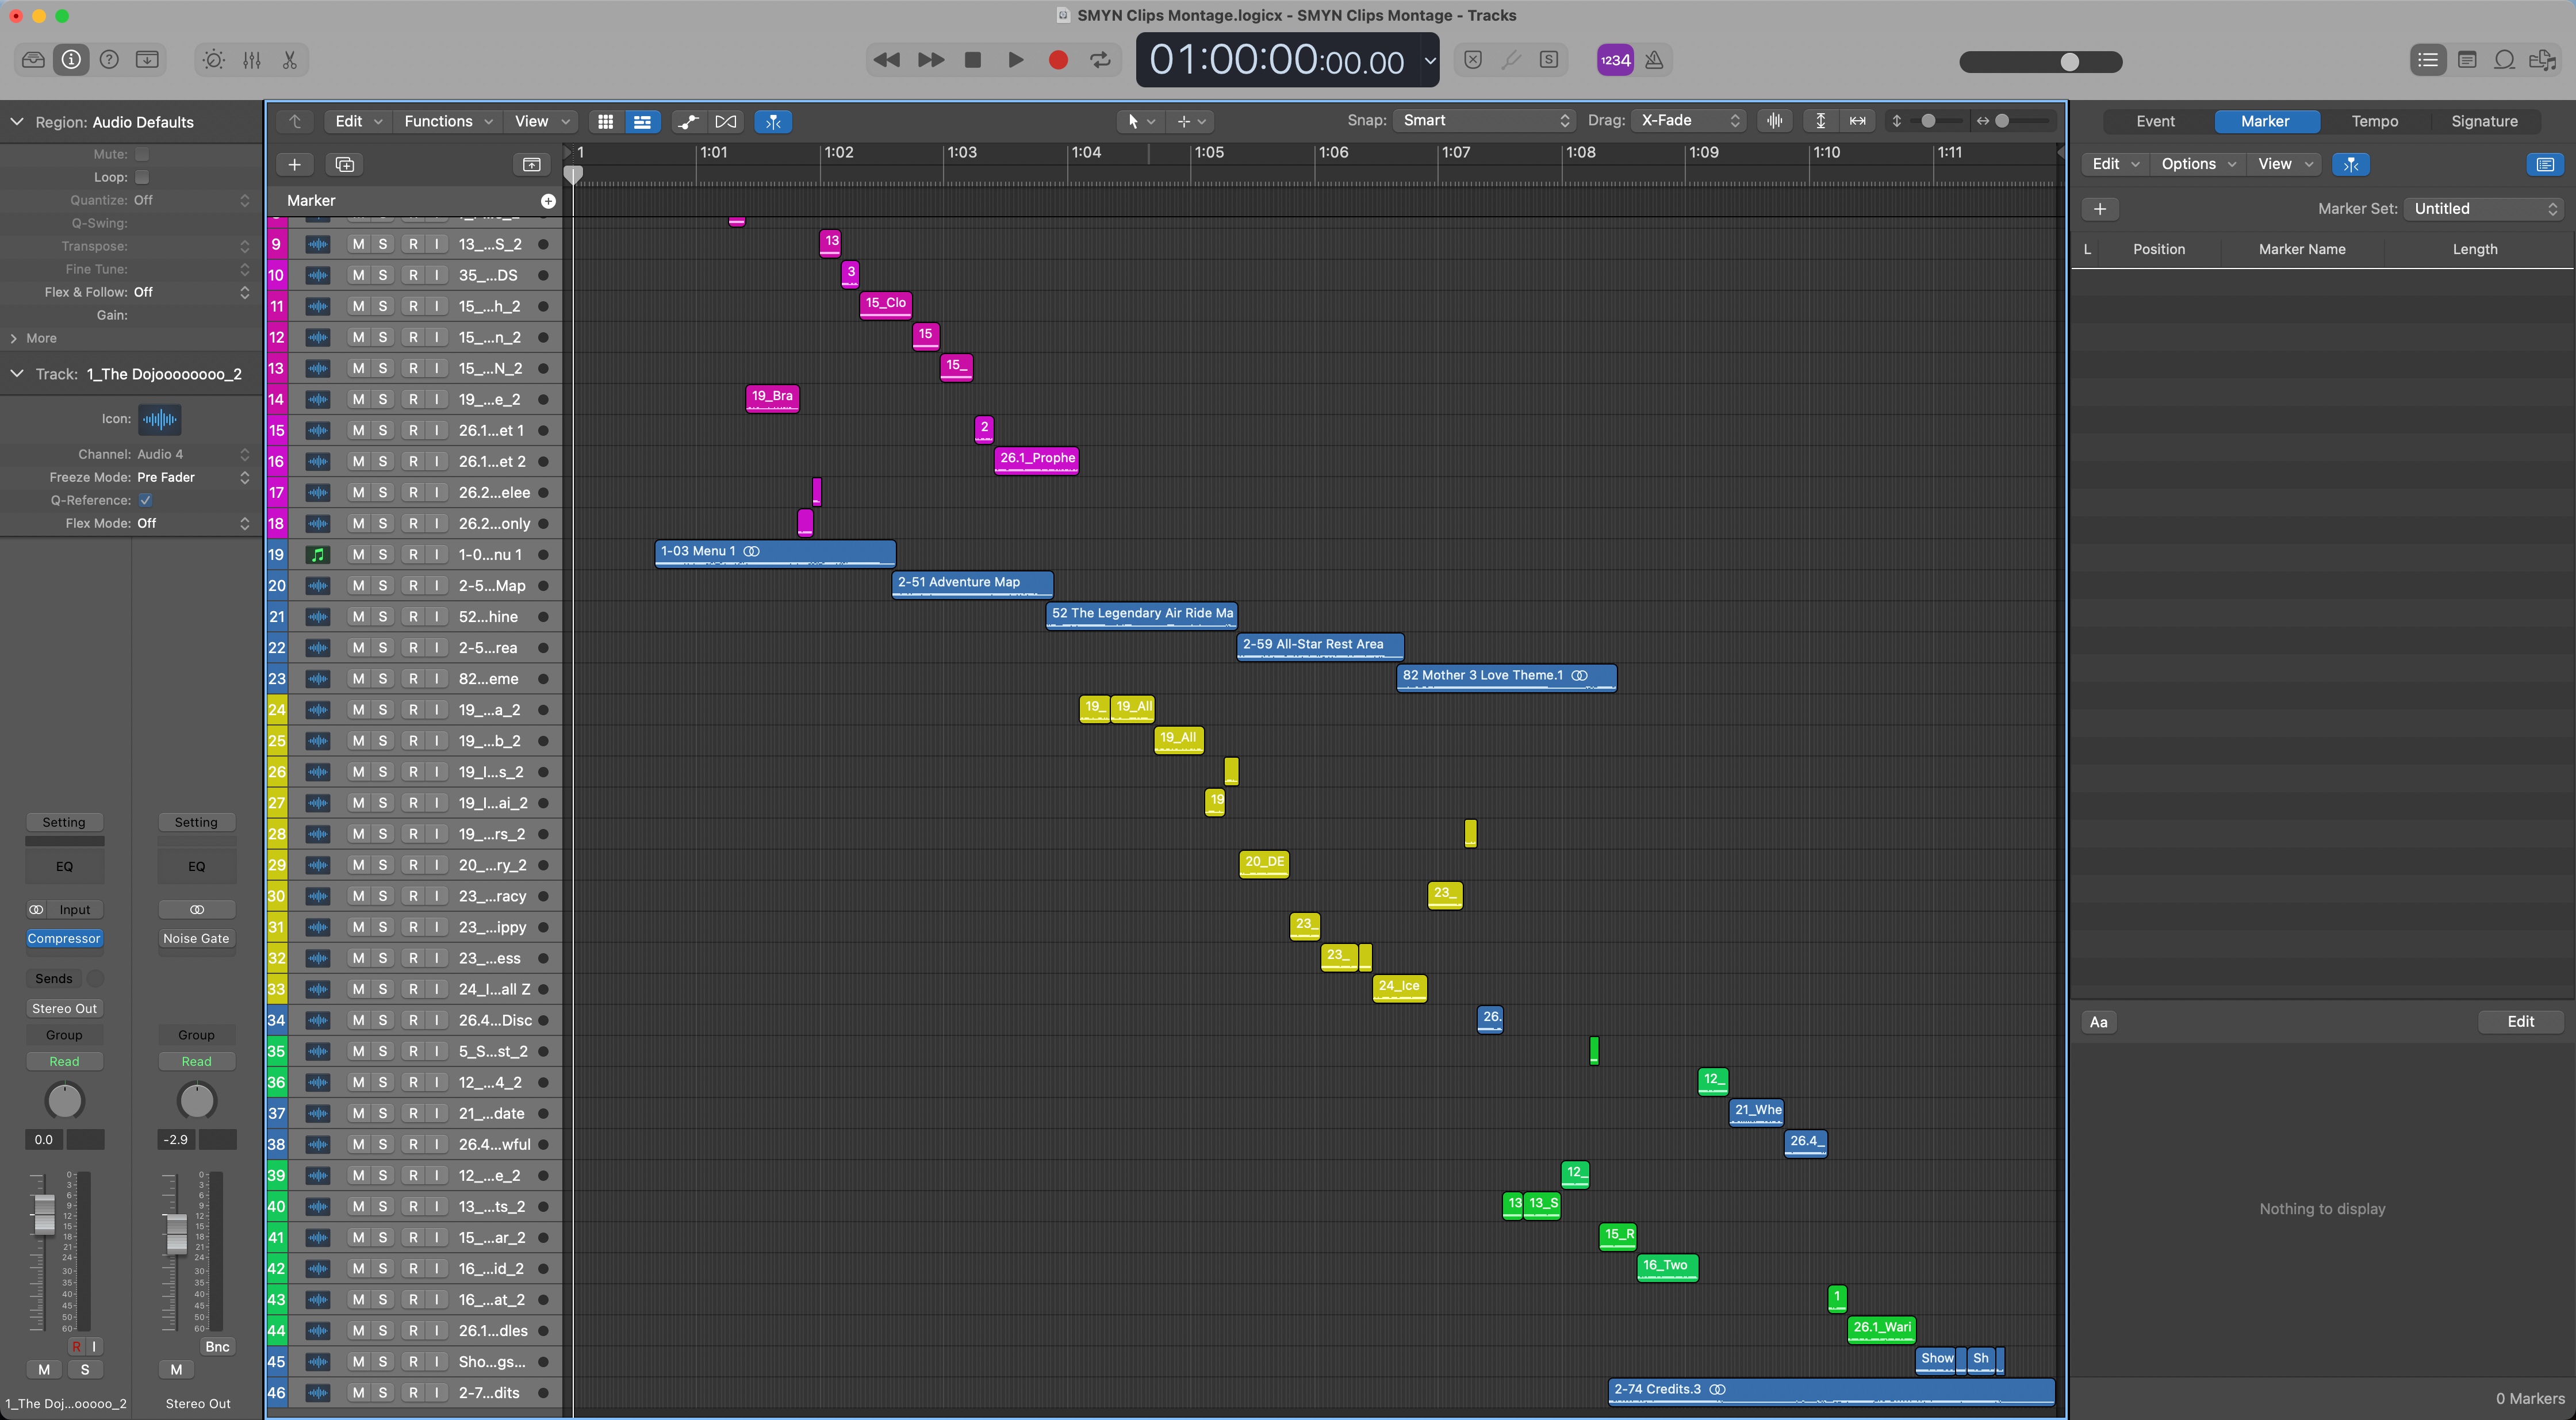 SMYN Clips Montage.logicx - SMYN Clips Montage - Tracks
01:00:00:00.00
1234
Region: Audio Defaults
Mute:
Loop:
Quantize: Off
Q-Swing:
Transpose:
Fine Tune:
Flex & Follow: Off
Gain:
More
Track: 1_The Dojoooooooo_2
Icon:
Channel: Audio 4
Freeze Mode: Pre Fader
Q-Reference:
Flex Mode: Off
Setting Setting
EQ EQ
Input
Compressor Noise Gate
Sends
Stereo Out
Group Group
Read Read
0.0 -2.9
R I Bnc
M S M
1_The Doj...ooooo_2 Stereo Out
Edit Functions View Snap: Smart Drag: X-Fade
1 1:01 1:02 1:03 1:04 1:05 1:06 1:07 1:08 1:09 1:10 1:11
Marker
9 M S R I 13_...S_2 13
10 M S R I 35_...DS 3
11 M S R I 15_...h_2 15_Clo
12 M S R I 15_...n_2 15
13 M S R I 15_...N_2 15_
14 M S R I 19_...e_2 19_Bra
15 M S R I 26.1...et 1 2
16 M S R I 26.1...et 2 26.1_Prophe
17 M S R I 26.2...elee
18 M S R I 26.2...only
19 M S R I 1-0...nu 1 1-03 Menu 1
20 M S R I 2-5...Map 2-51 Adventure Map
21 M S R I 52...hine 52 The Legendary Air Ride Ma
22 M S R I 2-5...rea 2-59 All-Star Rest Area
23 M S R I 82...eme 82 Mother 3 Love Theme.1
24 M S R I 19_...a_2 19_ 19_All
25 M S R I 19_...b_2 19_All
26 M S R I 19_I...s_2
27 M S R I 19_I...ai_2 19
28 M S R I 19_...rs_2
29 M S R I 20_...ry_2 20_DE
30 M S R I 23_...racy 23_
31 M S R I 23_...ippy 23_
32 M S R I 23_...ess 23_
33 M S R I 24_I...all Z 24_Ice
34 M S R I 26.4...Disc 26.
35 M S R I 5_S...st_2
36 M S R I 12_...4_2 12_
37 M S R I 21_...date 21_Whe
38 M S R I 26.4...wful 26.4_
39 M S R I 12_...e_2 12_
40 M S R I 13_...ts_2 13 13_S
41 M S R I 15_...ar_2 15_R
42 M S R I 16_...id_2 16_Two
43 M S R I 16_...at_2 1
44 M S R I 26.1...dles 26.1_Wari
45 M S R I Sho...gs... Show Sh
46 M S R I 2-7...dits 2-74 Credits.3
Event Marker Tempo Signature
Edit Options View
Marker Set: Untitled
L Position Marker Name Length
Aa Edit
Nothing to display
0 Markers